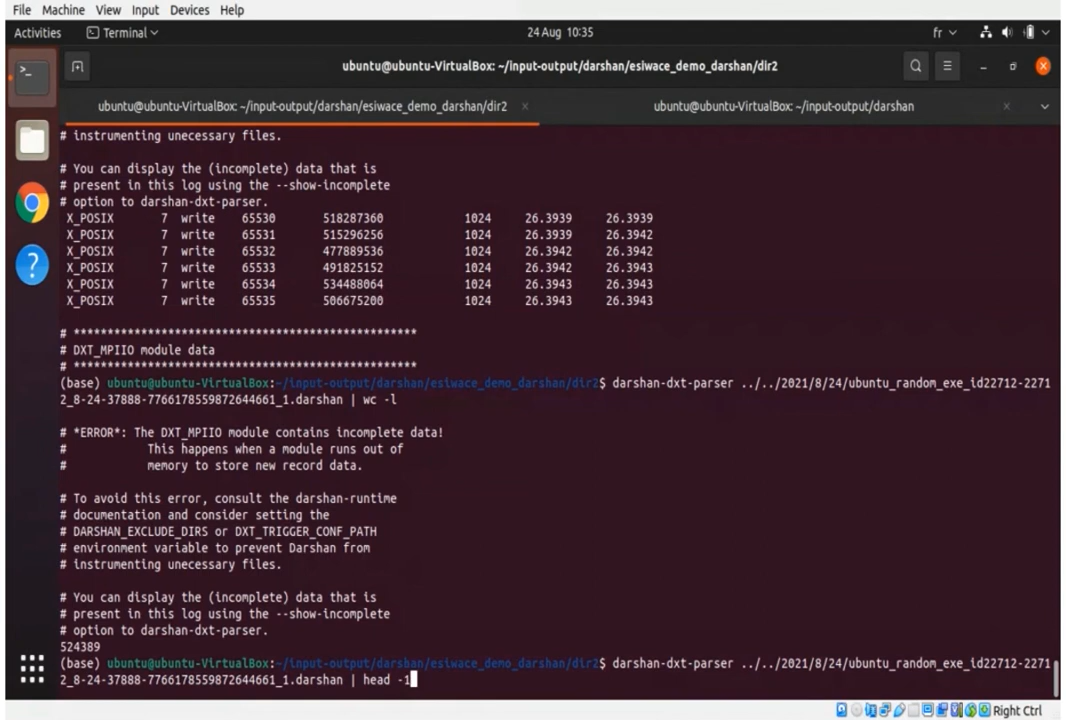 File Machine View Input Devices Help
Activities Terminal 24 Aug 10:35 fr
ubuntu@ubuntu-VirtualBox: ~/input-output/darshan/esiwace_demo_darshan/dir2
ubuntu@ubuntu-VirtualBox: ~/input-output/darshan/esiwace_demo_darshan/dir2 × ubuntu@ubuntu-VirtualBox: ~/input-output/darshan ×
# instrumenting unecessary files.
# You can display the (incomplete) data that is
# present in this log using the --show-incomplete
# option to darshan-dxt-parser.
X_POSIX 7 write 65530 518287360 1024 26.3939 26.3939
X_POSIX 7 write 65531 515296256 1024 26.3939 26.3942
X_POSIX 7 write 65532 477889536 1024 26.3942 26.3942
X_POSIX 7 write 65533 491825152 1024 26.3942 26.3943
X_POSIX 7 write 65534 534488064 1024 26.3943 26.3943
X_POSIX 7 write 65535 506675200 1024 26.3943 26.3943
# ***************************************************
# DXT_MPIIO module data
# ***************************************************
(base) ubuntu@ubuntu-VirtualBox:~/input-output/darshan/esiwace_demo_darshan/dir2$ darshan-dxt-parser ../../2021/8/24/ubuntu_random_exe_id22712-2271
2_8-24-37888-7766178559872644661_1.darshan | wc -l
# *ERROR*: The DXT_MPIIO module contains incomplete data!
# This happens when a module runs out of
# memory to store new record data.
# To avoid this error, consult the darshan-runtime
# documentation and consider setting the
# DARSHAN_EXCLUDE_DIRS or DXT_TRIGGER_CONF_PATH
# environment variable to prevent Darshan from
# instrumenting unecessary files.
# You can display the (incomplete) data that is
# present in this log using the --show-incomplete
# option to darshan-dxt-parser.
524389
(base) ubuntu@ubuntu-VirtualBox:~/input-output/darshan/esiwace_demo_darshan/dir2$ darshan-dxt-parser ../../2021/8/24/ubuntu_random_exe_id22712-2271
2_8-24-37888-7766178559872644661_1.darshan | head -1
Right Ctrl